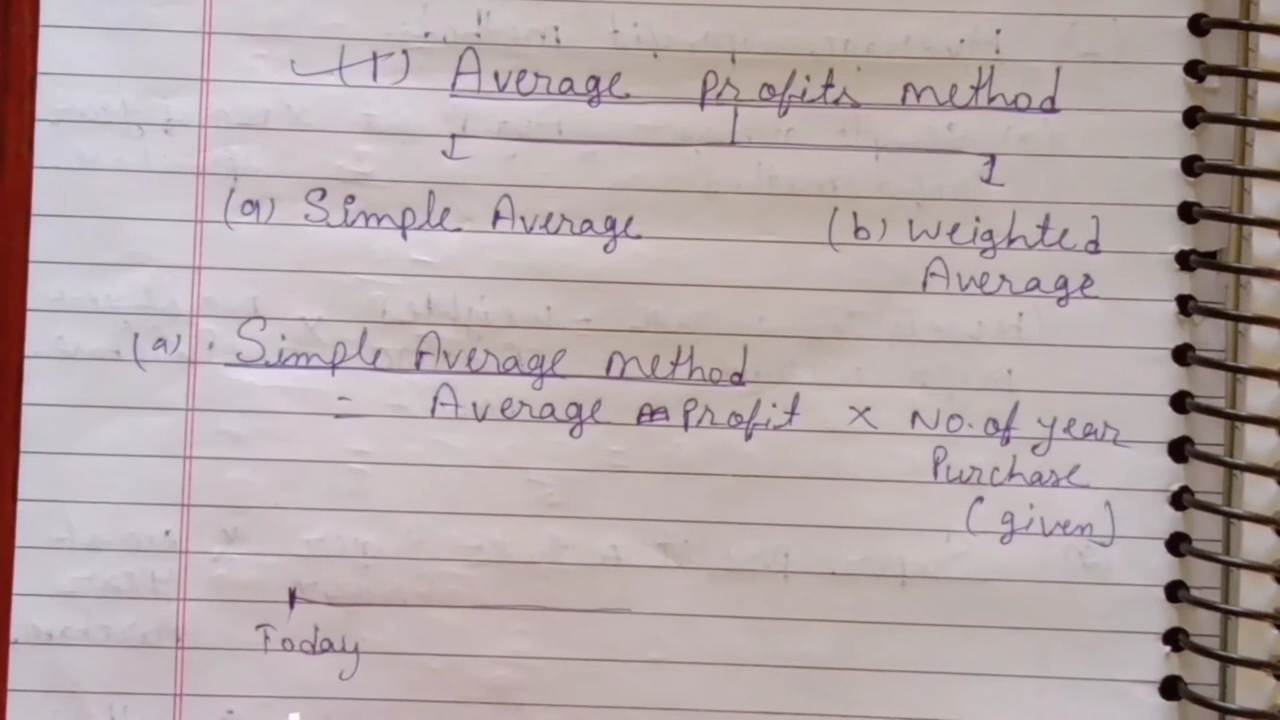 (1) Average profits method
(a) Simple Average (b) Weighted
Average
(a) Simple Average method
= Average Profit × No. of year
Purchase
(given)
Today